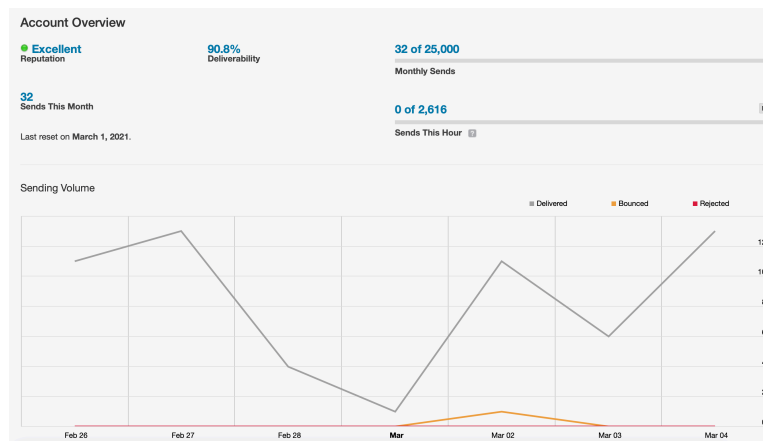 Account Overview
Excellent
Reputation
90.8%
Deliverability
32 of 25,000
Monthly Sends
32
Sends This Month
0 of 2,616
Sends This Hour ?
Last reset on March 1, 2021.
Sending Volume
Delivered Bounced Rejected
Feb 26 Feb 27 Feb 28 Mar Mar 02 Mar 03 Mar 04